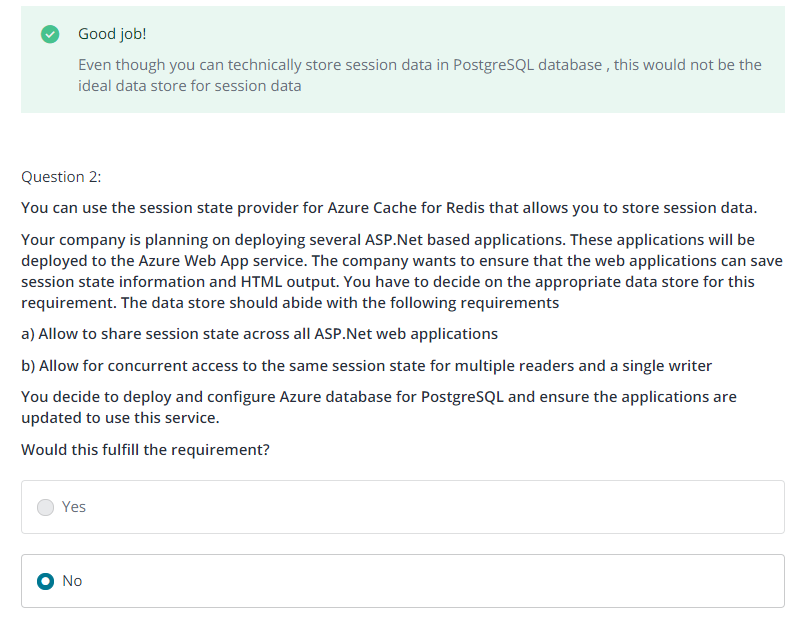 Good job!
Even though you can technically store session data in PostgreSQL database , this would not be the
ideal data store for session data
Question 2:
You can use the session state provider for Azure Cache for Redis that allows you to store session data.
Your company is planning on deploying several ASP.Net based applications. These applications will be
deployed to the Azure Web App service. The company wants to ensure that the web applications can save
session state information and HTML output. You have to decide on the appropriate data store for this
requirement. The data store should abide with the following requirements
a) Allow to share session state across all ASP.Net web applications
b) Allow for concurrent access to the same session state for multiple readers and a single writer
You decide to deploy and configure Azure database for PostgreSQL and ensure the applications are
updated to use this service.
Would this fulfill the requirement?
Yes
No